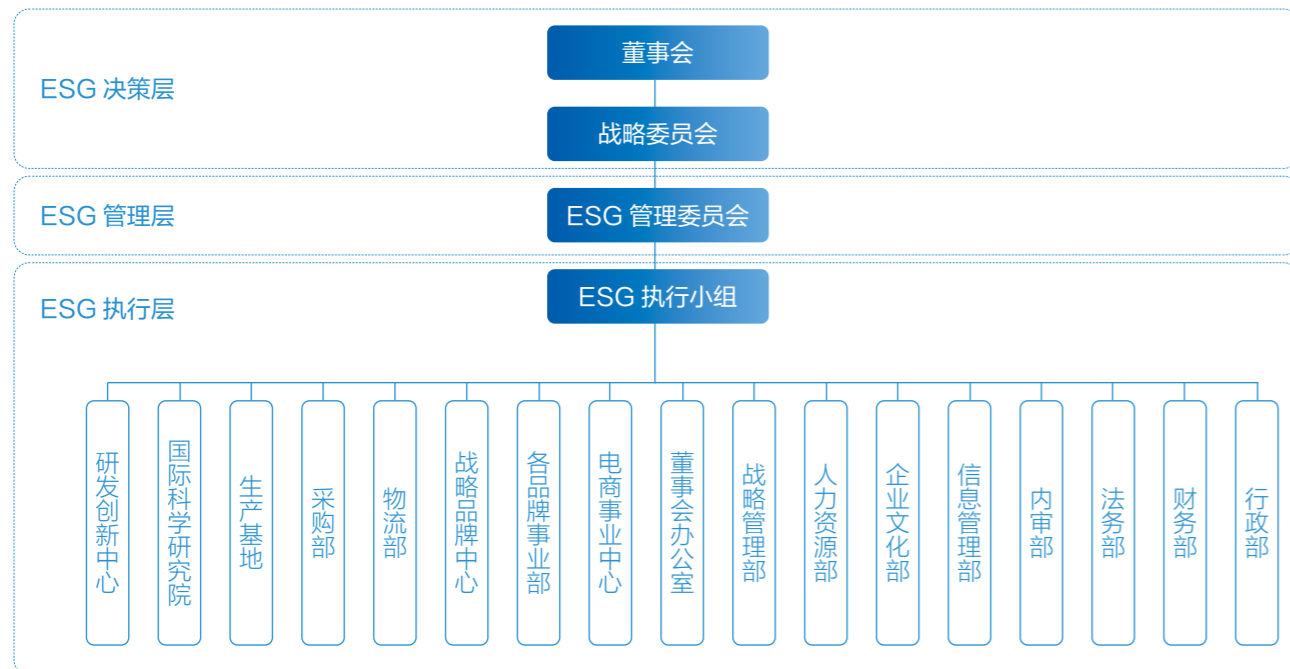 ESG 决策层
董事会
战略委员会
ESG 管理层
ESG 管理委员会
ESG 执行层
ESG 执行小组
研发创新中心
国际科学研究院
生产基地
采购部
物流部
战略品牌中心
各品牌事业部
电商事业中心
董事会办公室
战略管理部
人力资源部
企业文化部
信息管理部
内审部
法务部
财务部
行政部